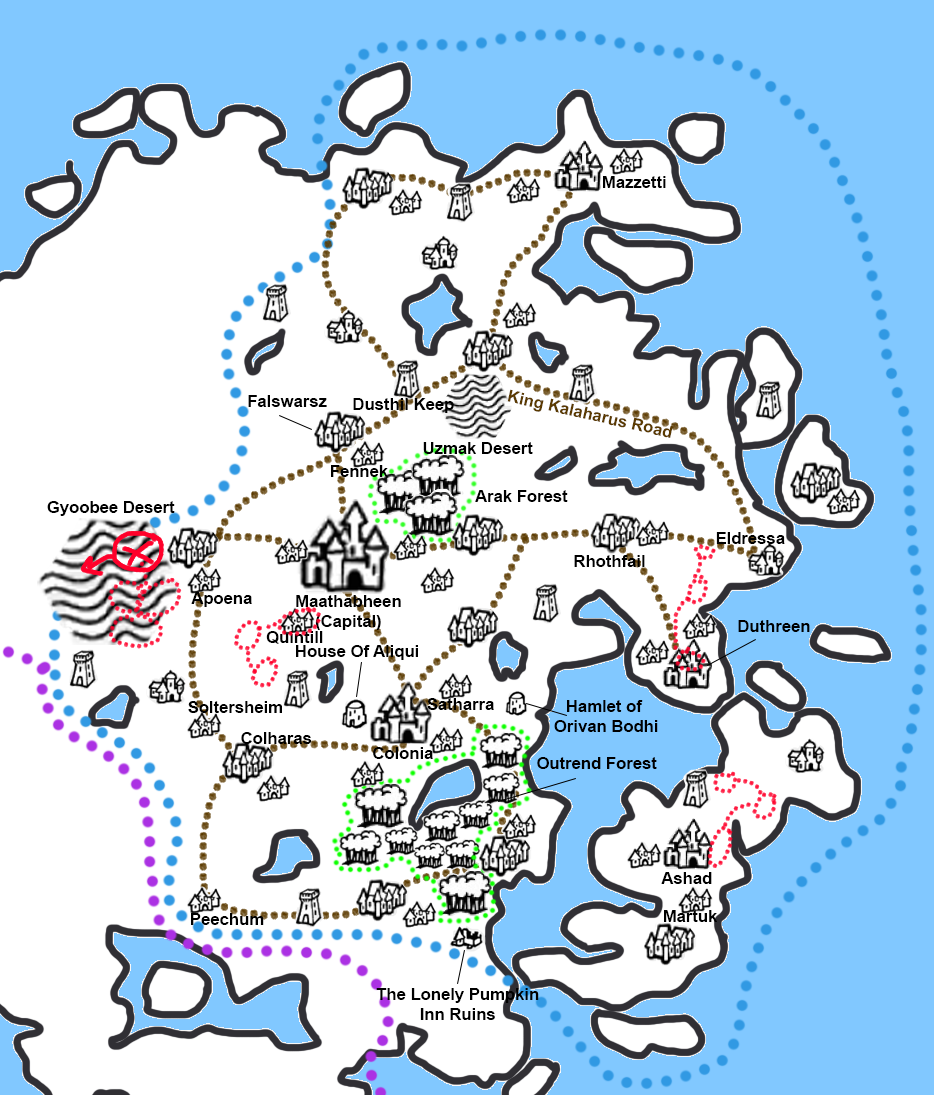 Mazzetti
Falswarsz
Dusthil Keep
King Kalaharus Road
Uzmak Desert
Fennek
Arak Forest
Gyoobee Desert
Eldressa
Rhothfail
Apoena
Maathabheen
(Capital)
Quintill
Duthreen
House Of Aliqui
Soltersheim
Satharra
Hamlet of
Orivan Bodhi
Colharas
Colonia
Outrend Forest
Ashad
Peechum
Martuk
The Lonely Pumpkin
Inn Ruins